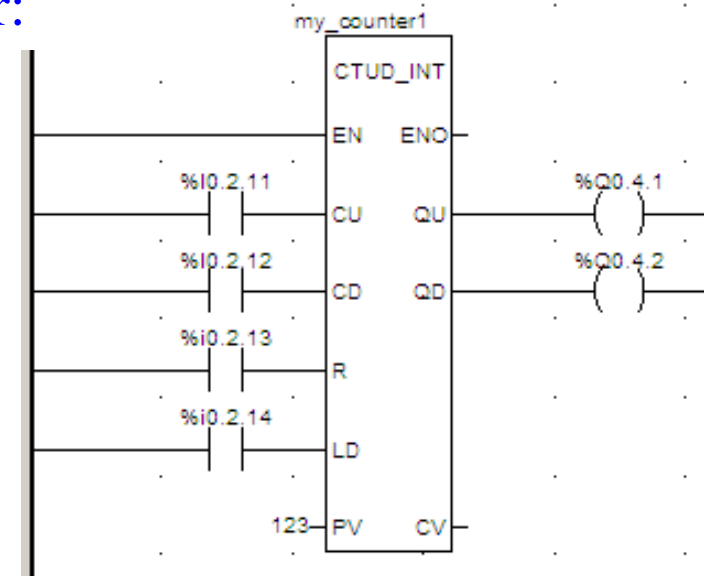 my_counter1
CTUD_INT
EN ENO
%I0.2.11 %Q0.4.1
CU QU
%I0.2.12 %Q0.4.2
CD QD
%i0.2.13
R
%i0.2.14
LD
123 PV CV